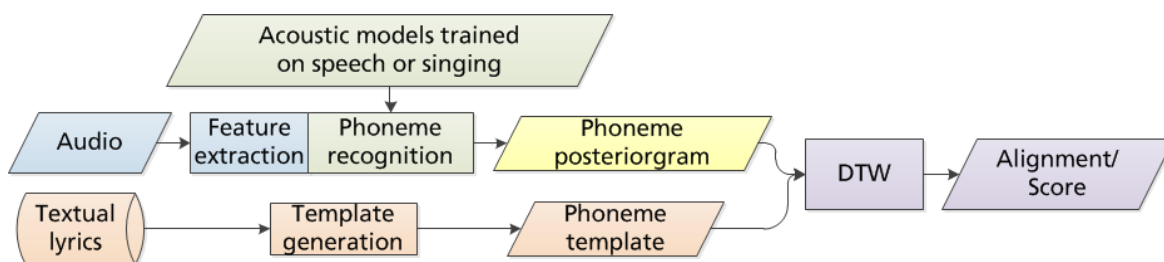 Acoustic models trained
on speech or singing
Audio
Feature
extraction
Phoneme
recognition
Phoneme
posteriorgram
DTW
Alignment/
Score
Textual
lyrics
Template
generation
Phoneme
template